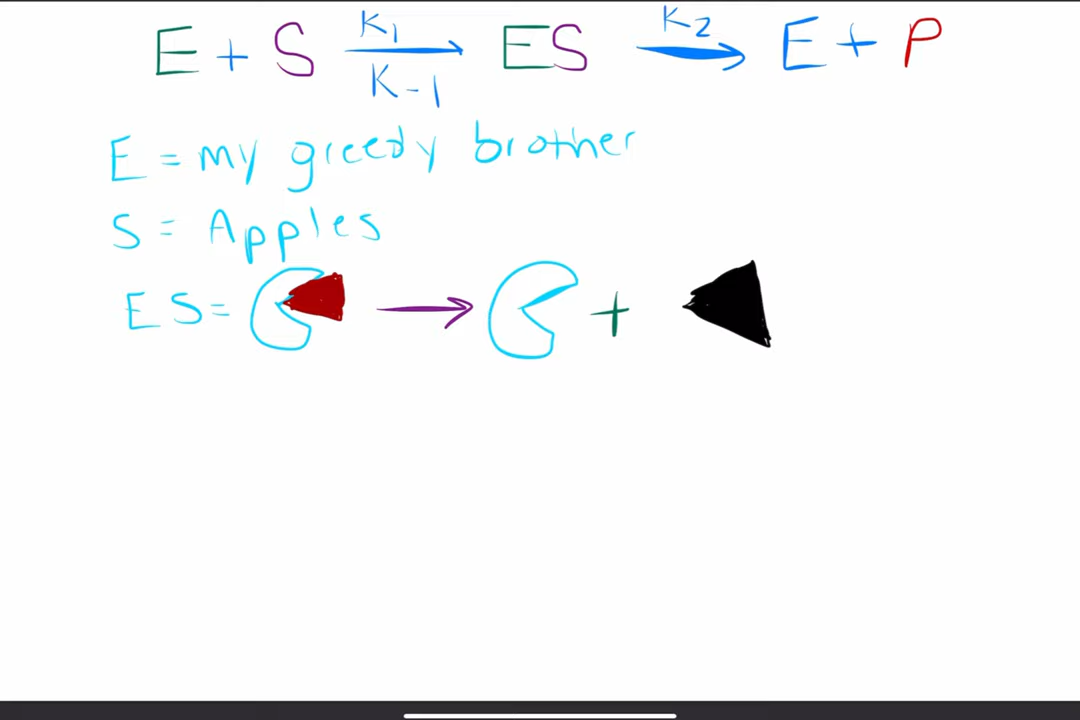 E + S K1 K-1 ES K2 E + P
E = my greedy brother
S = Apples
ES = +